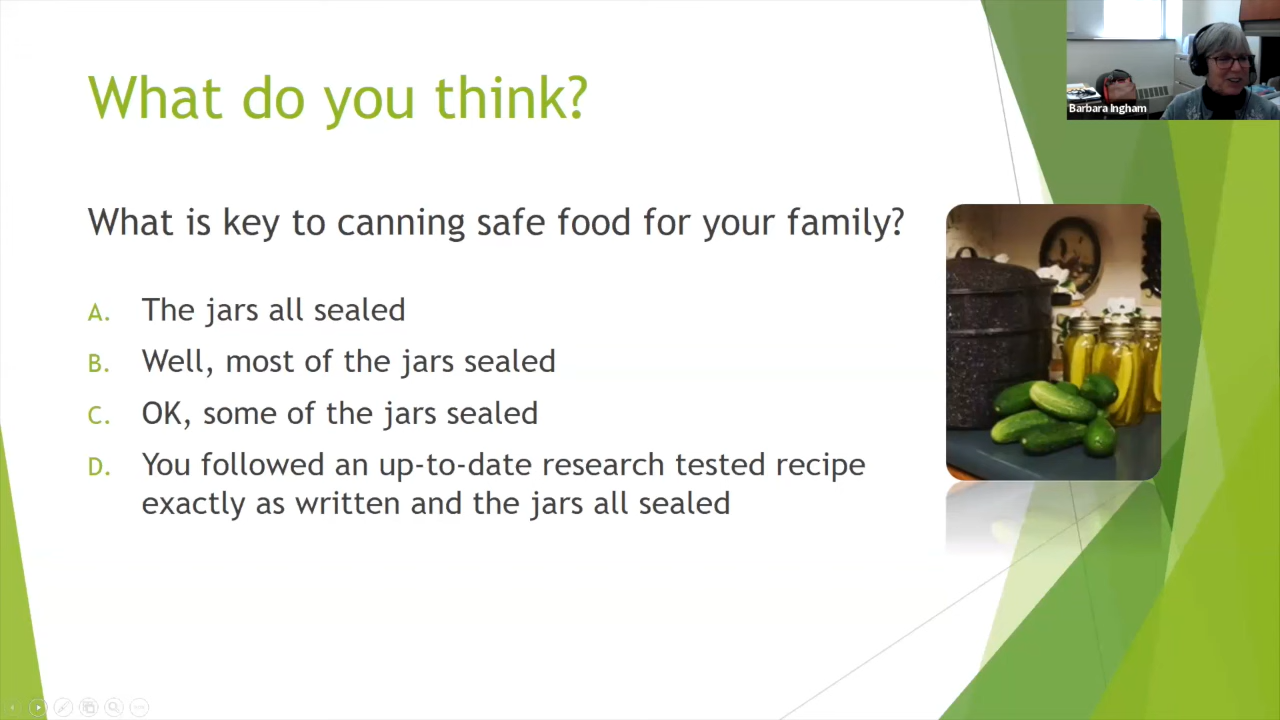 What do you think?
Barbara Ingham
What is key to canning safe food for your family?
A. The jars all sealed
B. Well, most of the jars sealed
C. OK, some of the jars sealed
D. You followed an up-to-date research tested recipe
exactly as written and the jars all sealed